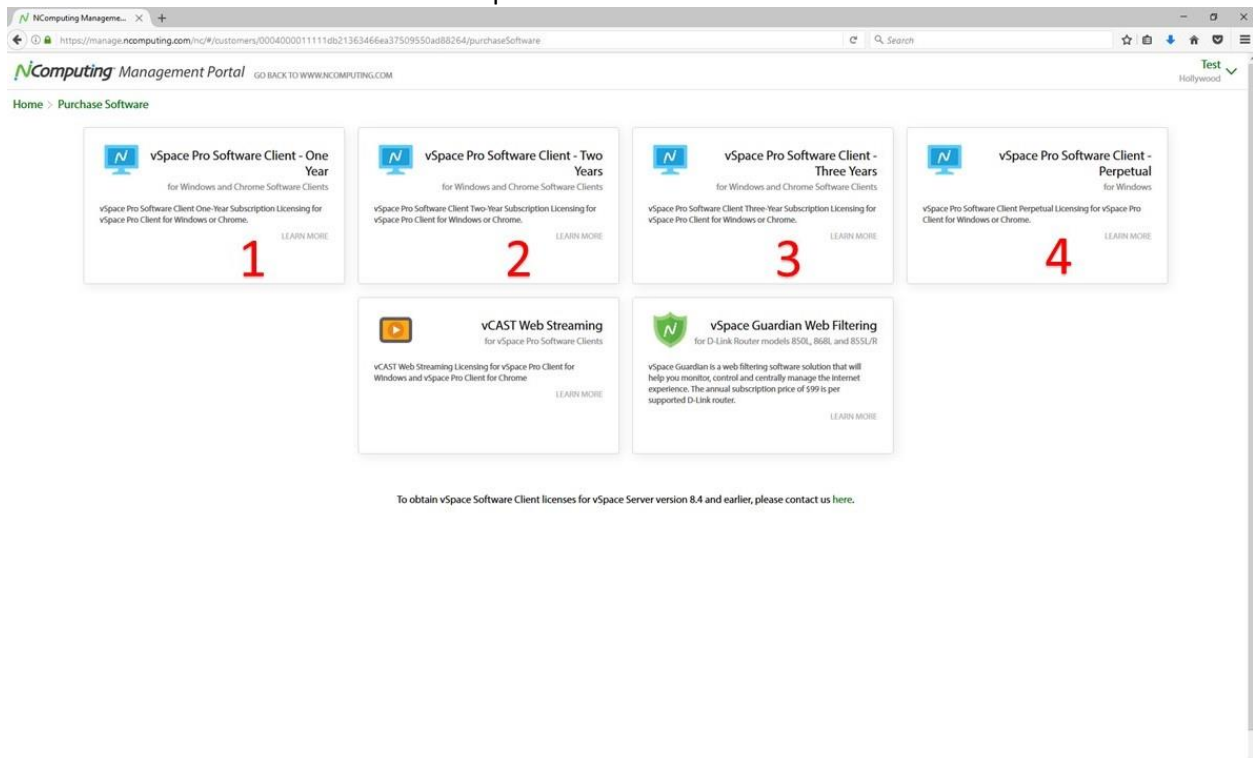 NComputing Manageme...
https://manage.ncomputing.com/nc/#/customers/0004000011111db21363466ea37509550ad88264/purchaseSoftware
Search
NComputing Management Portal GO BACK TO WWW.NCOMPUTING.COM
Test
Hollywood
Home > Purchase Software
vSpace Pro Software Client - One
Year
for Windows and Chrome Software Clients
vSpace Pro Software Client One-Year Subscription Licensing for
vSpace Pro Client for Windows or Chrome.
LEARN MORE
1
vSpace Pro Software Client - Two
Years
for Windows and Chrome Software Clients
vSpace Pro Software Client Two-Year Subscription Licensing for
vSpace Pro Client for Windows or Chrome.
LEARN MORE
2
vSpace Pro Software Client -
Three Years
for Windows and Chrome Software Clients
vSpace Pro Software Client Three-Year Subscription Licensing for
vSpace Pro Client for Windows or Chrome.
LEARN MORE
3
vSpace Pro Software Client -
Perpetual
for Windows
vSpace Pro Software Client Perpetual Licensing for vSpace Pro
Client for Windows or Chrome.
LEARN MORE
4
vCAST Web Streaming
for vSpace Pro Software Clients
vCAST Web Streaming Licensing for vSpace Pro Client for
Windows and vSpace Pro Client for Chrome
LEARN MORE
vSpace Guardian Web Filtering
for D-Link Router models 850L, 868L and 855L/R
vSpace Guardian is a web filtering software solution that will
help you monitor, control and centrally manage the internet
experience. The annual subscription price of $99 is per
supported D-Link router.
LEARN MORE
To obtain vSpace Software Client licenses for vSpace Server version 8.4 and earlier, please contact us here.